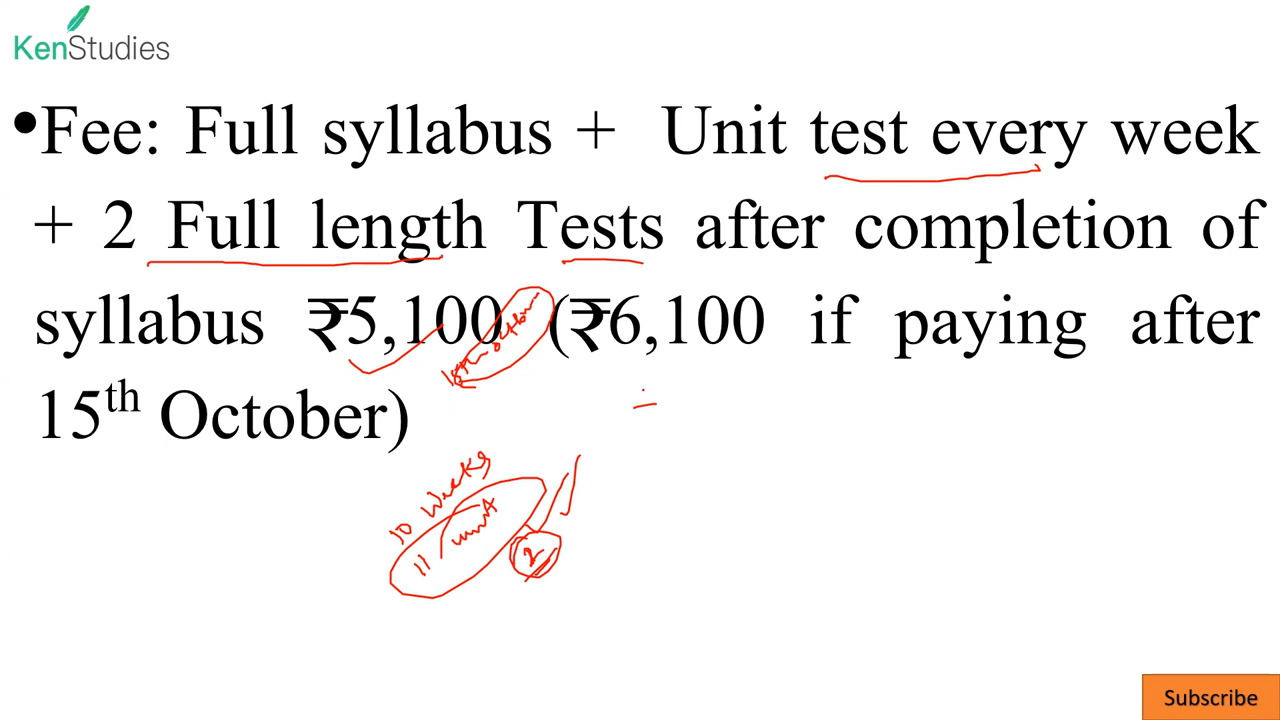 KenStudies
•Fee: Full syllabus + Unit test every week
+ 2 Full length Tests after completion of
syllabus ₹5,100 (₹6,100 if paying after
15th October)
10 Weeks
11 unit
2
Subscribe